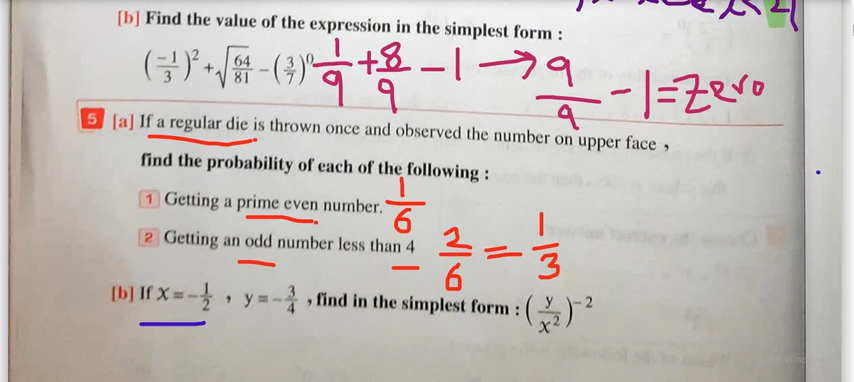 [b] Find the value of the expression in the simplest form :
(-1/3)² + √(64/81) - (3/7)⁰ 1/9 + 8/9 - 1 → 9/9 - 1 = Zero
5 [a] If a regular die is thrown once and observed the number on upper face ,
find the probability of each of the following :
1 Getting a prime even number. 1/6
2 Getting an odd number less than 4 2/6 = 1/3
[b] If X = -1/2 , y = -3/4 , find in the simplest form : (y/x²)⁻²